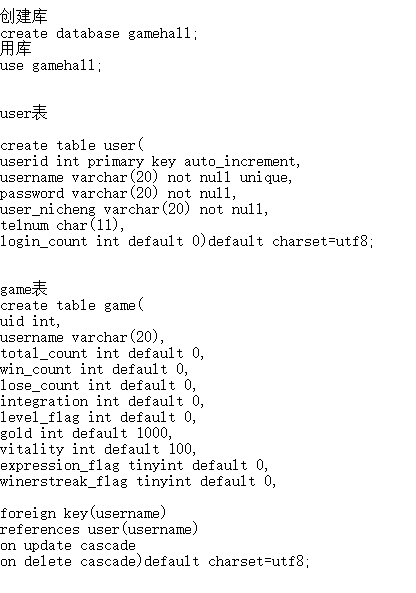 创建库
create database gamehall;
用库
use gamehall;
user表
create table user(
userid int primary key auto_increment,
username varchar(20) not null unique,
password varchar(20) not null,
user_nicheng varchar(20) not null,
telnum char(11),
login_count int default 0)default charset=utf8;
game表
create table game(
uid int,
username varchar(20),
total_count int default 0,
win_count int default 0,
lose_count int default 0,
integration int default 0,
level_flag int default 0,
gold int default 1000,
vitality int default 100,
expression_flag tinyint default 0,
winerstreak_flag tinyint default 0,
foreign key(username)
references user(username)
on update cascade
on delete cascade)default charset=utf8;